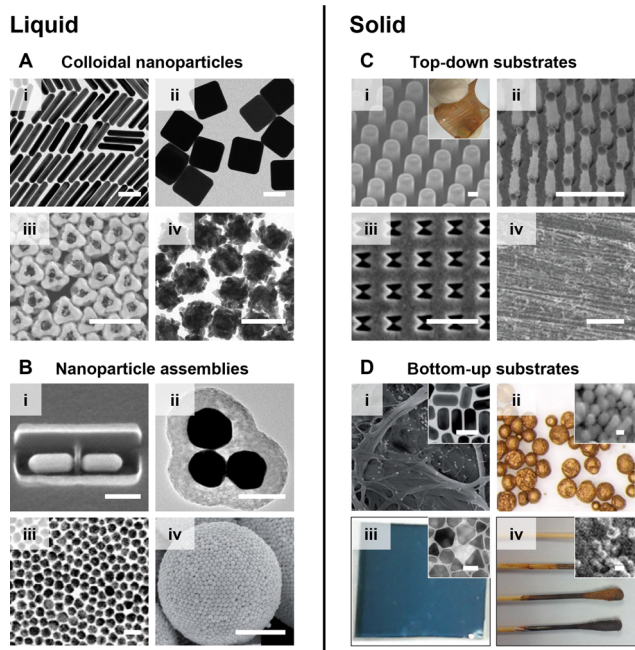 Liquid
A Colloidal nanoparticles
i
ii
iii
iv
B Nanoparticle assemblies
i
ii
iii
iv
Solid
C Top-down substrates
i
ii
iii
iv
D Bottom-up substrates
i
ii
iii
iv